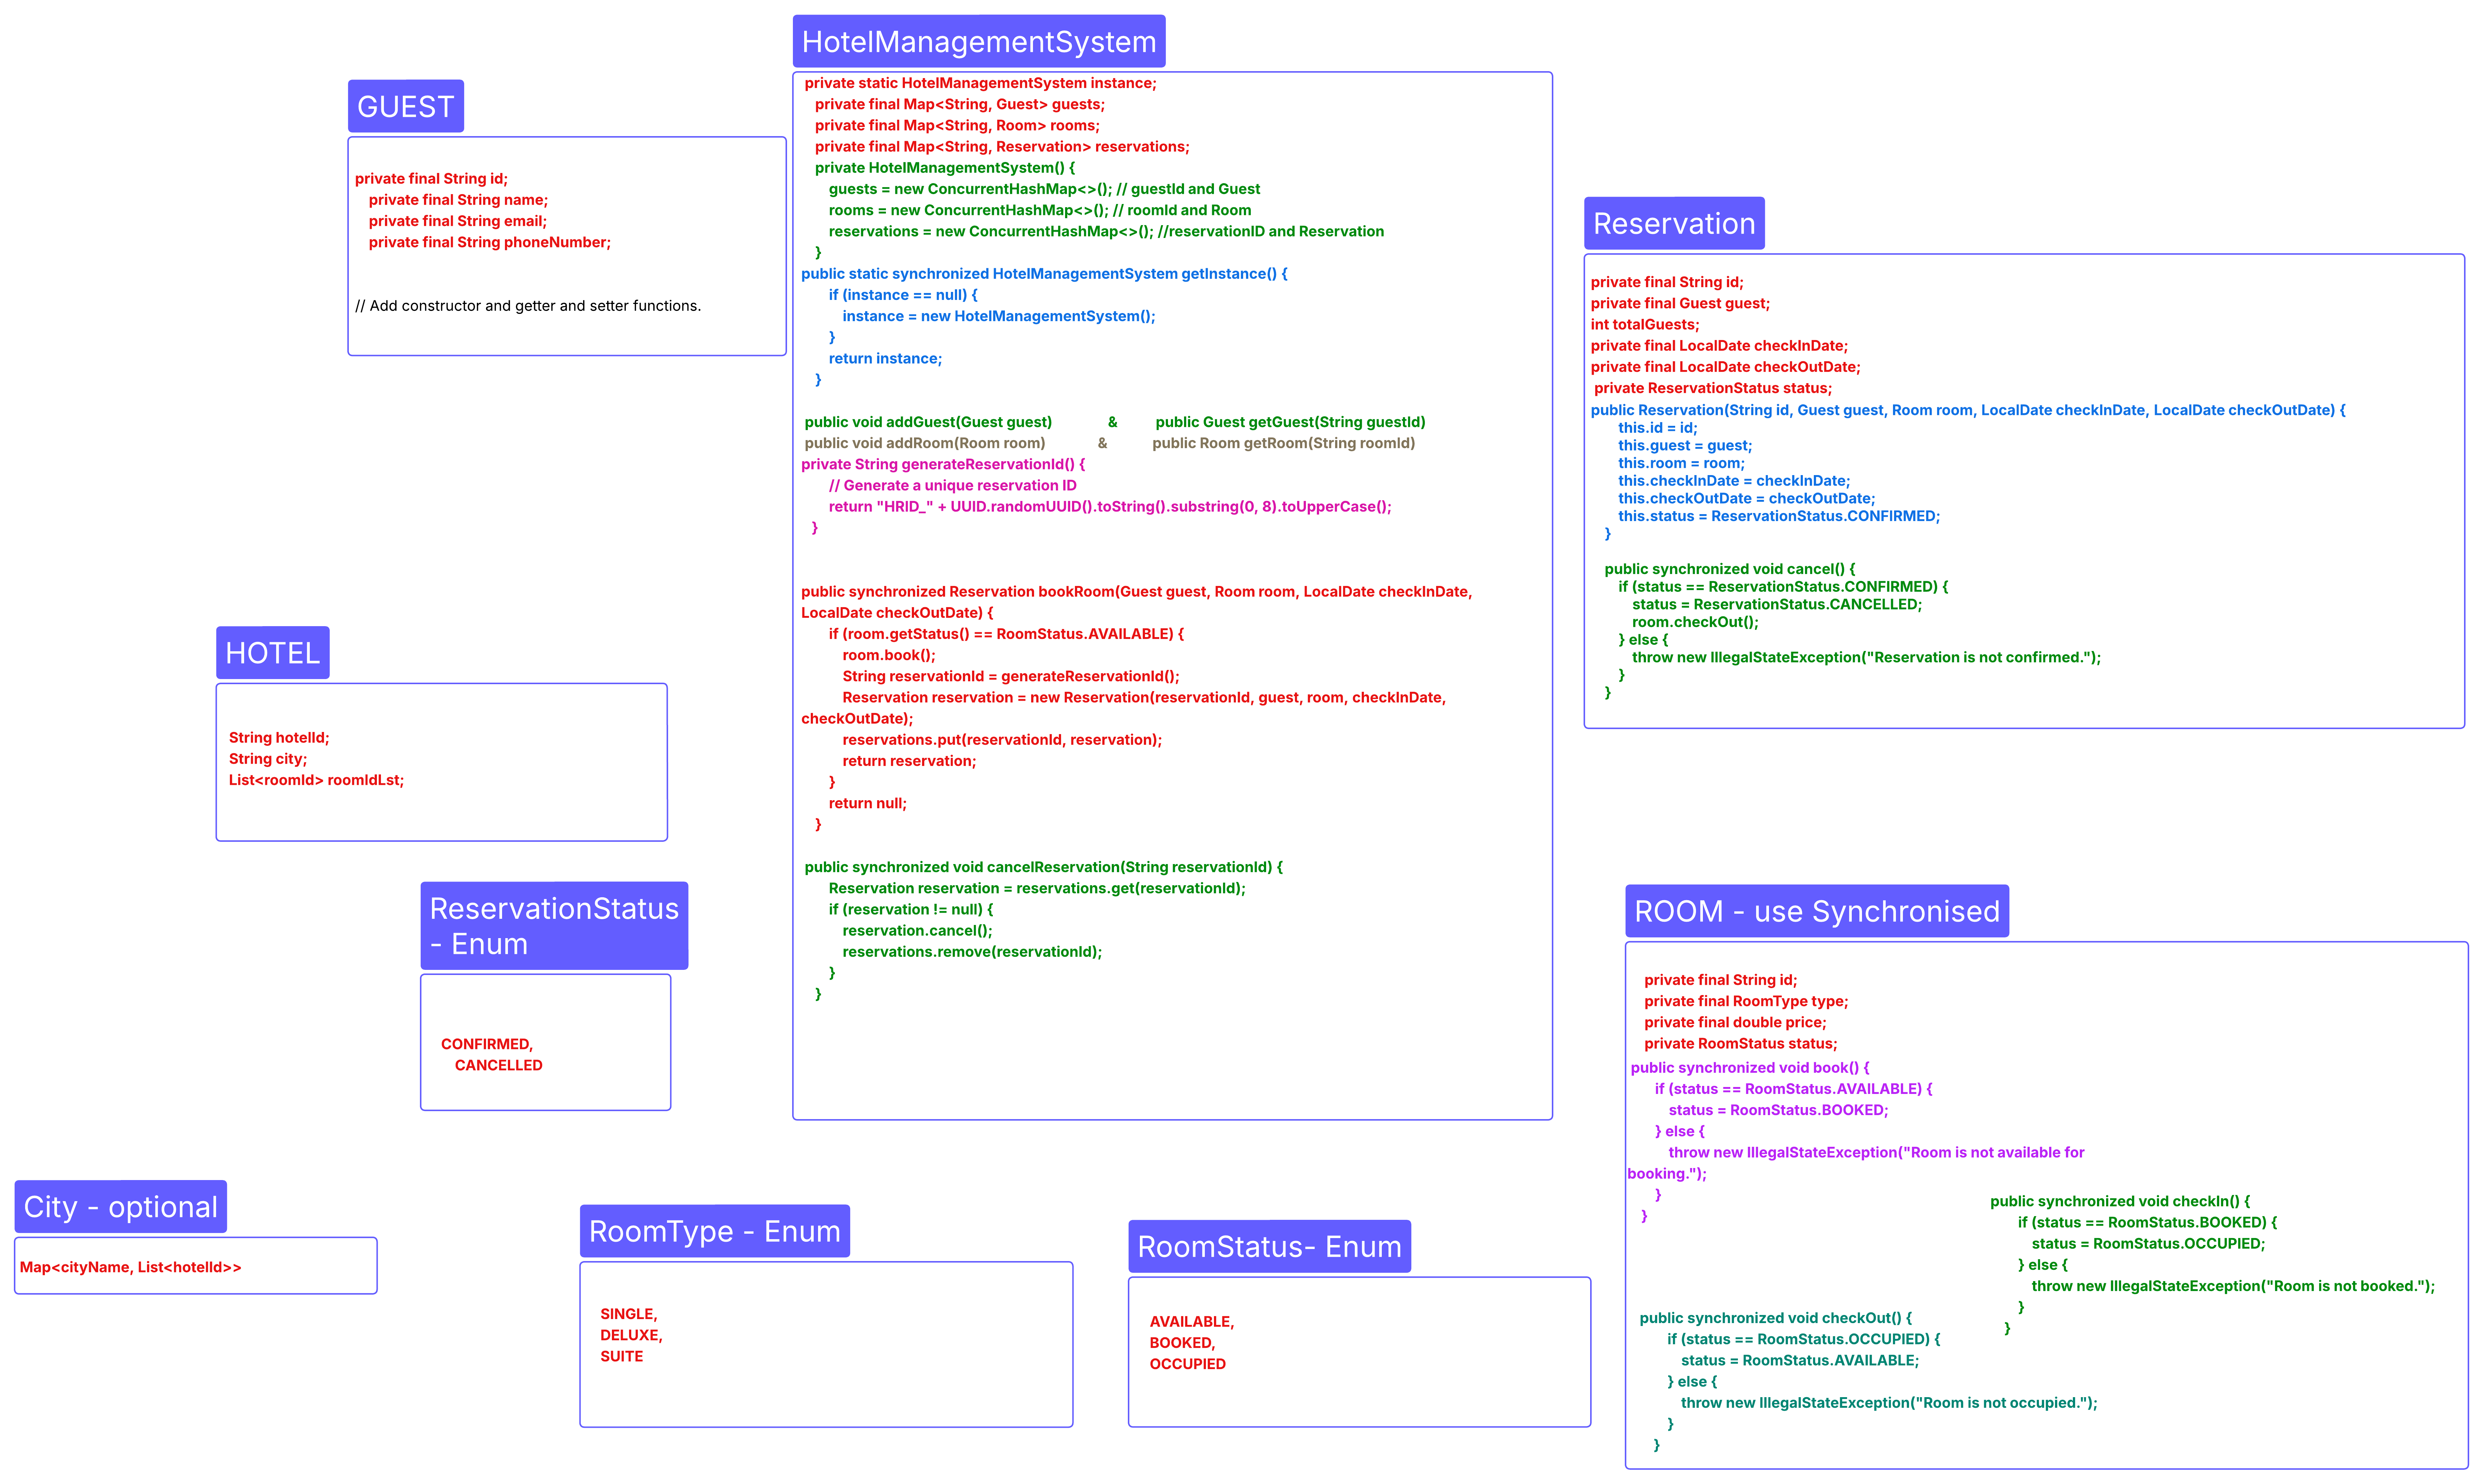 HotelManagementSystem
private static HotelManagementSystem instance;
private final Map<String, Guest> guests;
private final Map<String, Room> rooms;
private final Map<String, Reservation> reservations;
private HotelManagementSystem() {
guests = new ConcurrentHashMap<>(); // guestId and Guest
rooms = new ConcurrentHashMap<>(); // roomId and Room
reservations = new ConcurrentHashMap<>(); //reservationID and Reservation
}
public static synchronized HotelManagementSystem getInstance() {
if (instance == null) {
instance = new HotelManagementSystem();
}
return instance;
}
public void addGuest(Guest guest) & public Guest getGuest(String guestId)
public void addRoom(Room room) & public Room getRoom(String roomId)
private String generateReservationId() {
// Generate a unique reservation ID
return "HRID_" + UUID.randomUUID().toString().substring(0, 8).toUpperCase();
}
public synchronized Reservation bookRoom(Guest guest, Room room, LocalDate checkInDate,
LocalDate checkOutDate) {
if (room.getStatus() == RoomStatus.AVAILABLE) {
room.book();
String reservationId = generateReservationId();
Reservation reservation = new Reservation(reservationId, guest, room, checkInDate,
checkOutDate);
reservations.put(reservationId, reservation);
return reservation;
}
return null;
}
public synchronized void cancelReservation(String reservationId) {
Reservation reservation = reservations.get(reservationId);
if (reservation != null) {
reservation.cancel();
reservations.remove(reservationId);
}
}
GUEST
private final String id;
private final String name;
private final String email;
private final String phoneNumber;
// Add constructor and getter and setter functions.
Reservation
private final String id;
private final Guest guest;
int totalGuests;
private final LocalDate checkInDate;
private final LocalDate checkOutDate;
private ReservationStatus status;
public Reservation(String id, Guest guest, Room room, LocalDate checkInDate, LocalDate checkOutDate) {
this.id = id;
this.guest = guest;
this.room = room;
this.checkInDate = checkInDate;
this.checkOutDate = checkOutDate;
this.status = ReservationStatus.CONFIRMED;
}
public synchronized void cancel() {
if (status == ReservationStatus.CONFIRMED) {
status = ReservationStatus.CANCELLED;
room.checkOut();
} else {
throw new IllegalStateException("Reservation is not confirmed.");
}
}
HOTEL
String hotelId;
String city;
List<roomId> roomIdLst;
ReservationStatus
- Enum
CONFIRMED,
CANCELLED
ROOM - use Synchronised
private final String id;
private final RoomType type;
private final double price;
private RoomStatus status;
public synchronized void book() {
if (status == RoomStatus.AVAILABLE) {
status = RoomStatus.BOOKED;
} else {
throw new IllegalStateException("Room is not available for
booking.");
}
}
public synchronized void checkIn() {
if (status == RoomStatus.BOOKED) {
status = RoomStatus.OCCUPIED;
} else {
throw new IllegalStateException("Room is not booked.");
}
}
public synchronized void checkOut() {
if (status == RoomStatus.OCCUPIED) {
status = RoomStatus.AVAILABLE;
} else {
throw new IllegalStateException("Room is not occupied.");
}
}
City - optional
Map<cityName, List<hotelId>>
RoomType - Enum
SINGLE,
DELUXE,
SUITE
RoomStatus- Enum
AVAILABLE,
BOOKED,
OCCUPIED